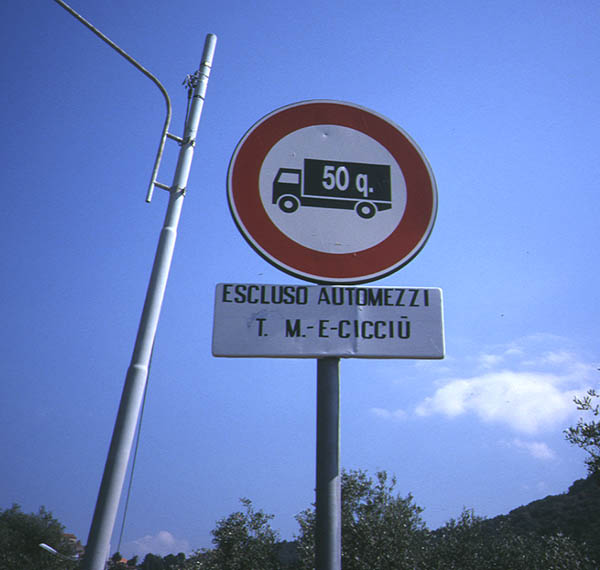 50 q.
ESCLUSO AUTOMEZZI
T. M.-E-CICCIÙ